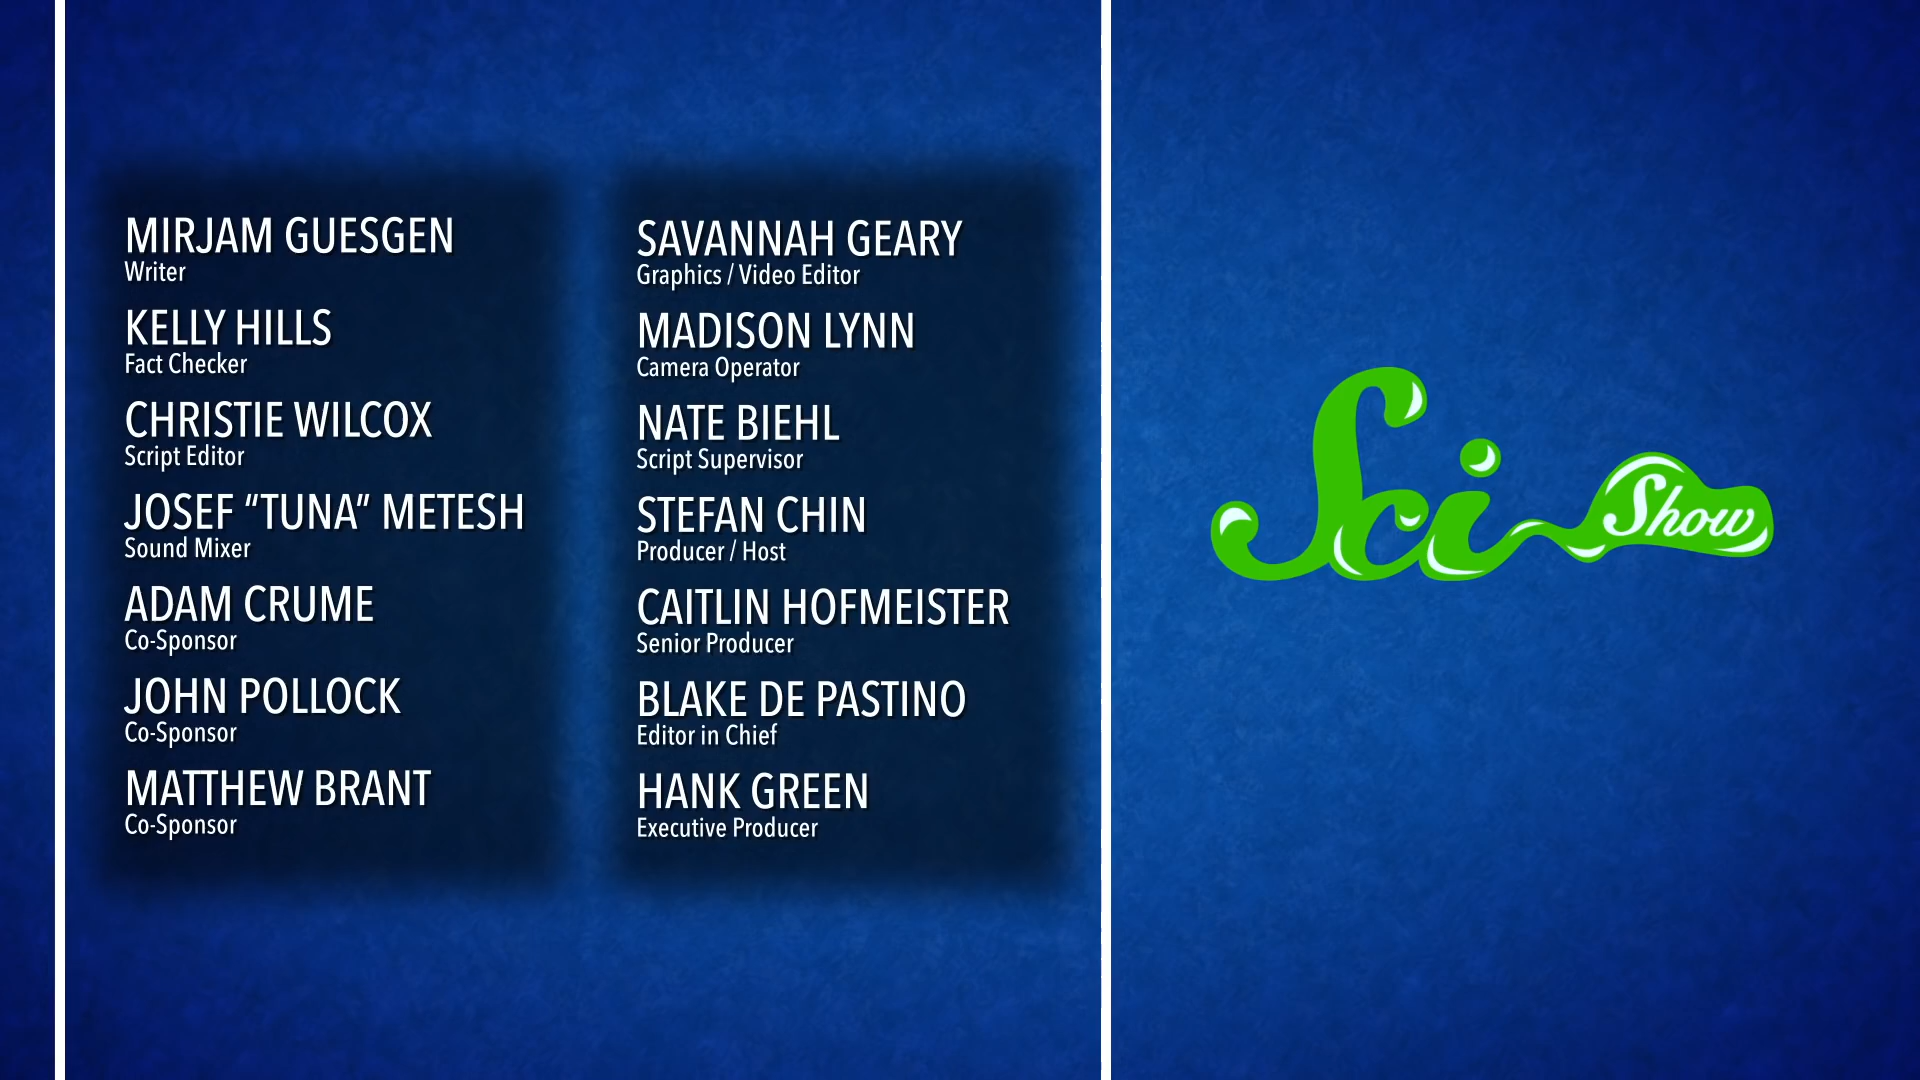 MIRJAM GUESGEN
Writer
KELLY HILLS
Fact Checker
CHRISTIE WILCOX
Script Editor
JOSEF “TUNA” METESH
Sound Mixer
ADAM CRUME
Co-Sponsor
JOHN POLLOCK
Co-Sponsor
MATTHEW BRANT
Co-Sponsor
SAVANNAH GEARY
Graphics / Video Editor
MADISON LYNN
Camera Operator
NATE BIEHL
Script Supervisor
STEFAN CHIN
Producer / Host
CAITLIN HOFMEISTER
Senior Producer
BLAKE DE PASTINO
Editor in Chief
HANK GREEN
Executive Producer
Sci Show